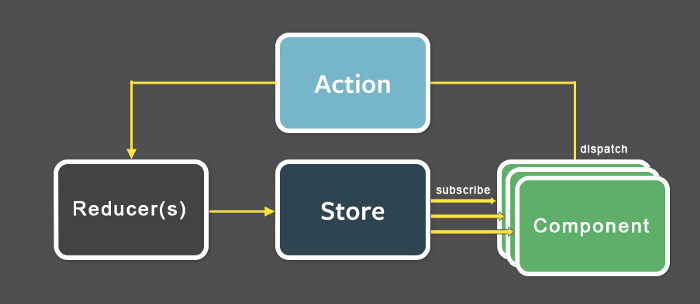 Action
dispatch
subscribe
Reducer(s)
Store
Component